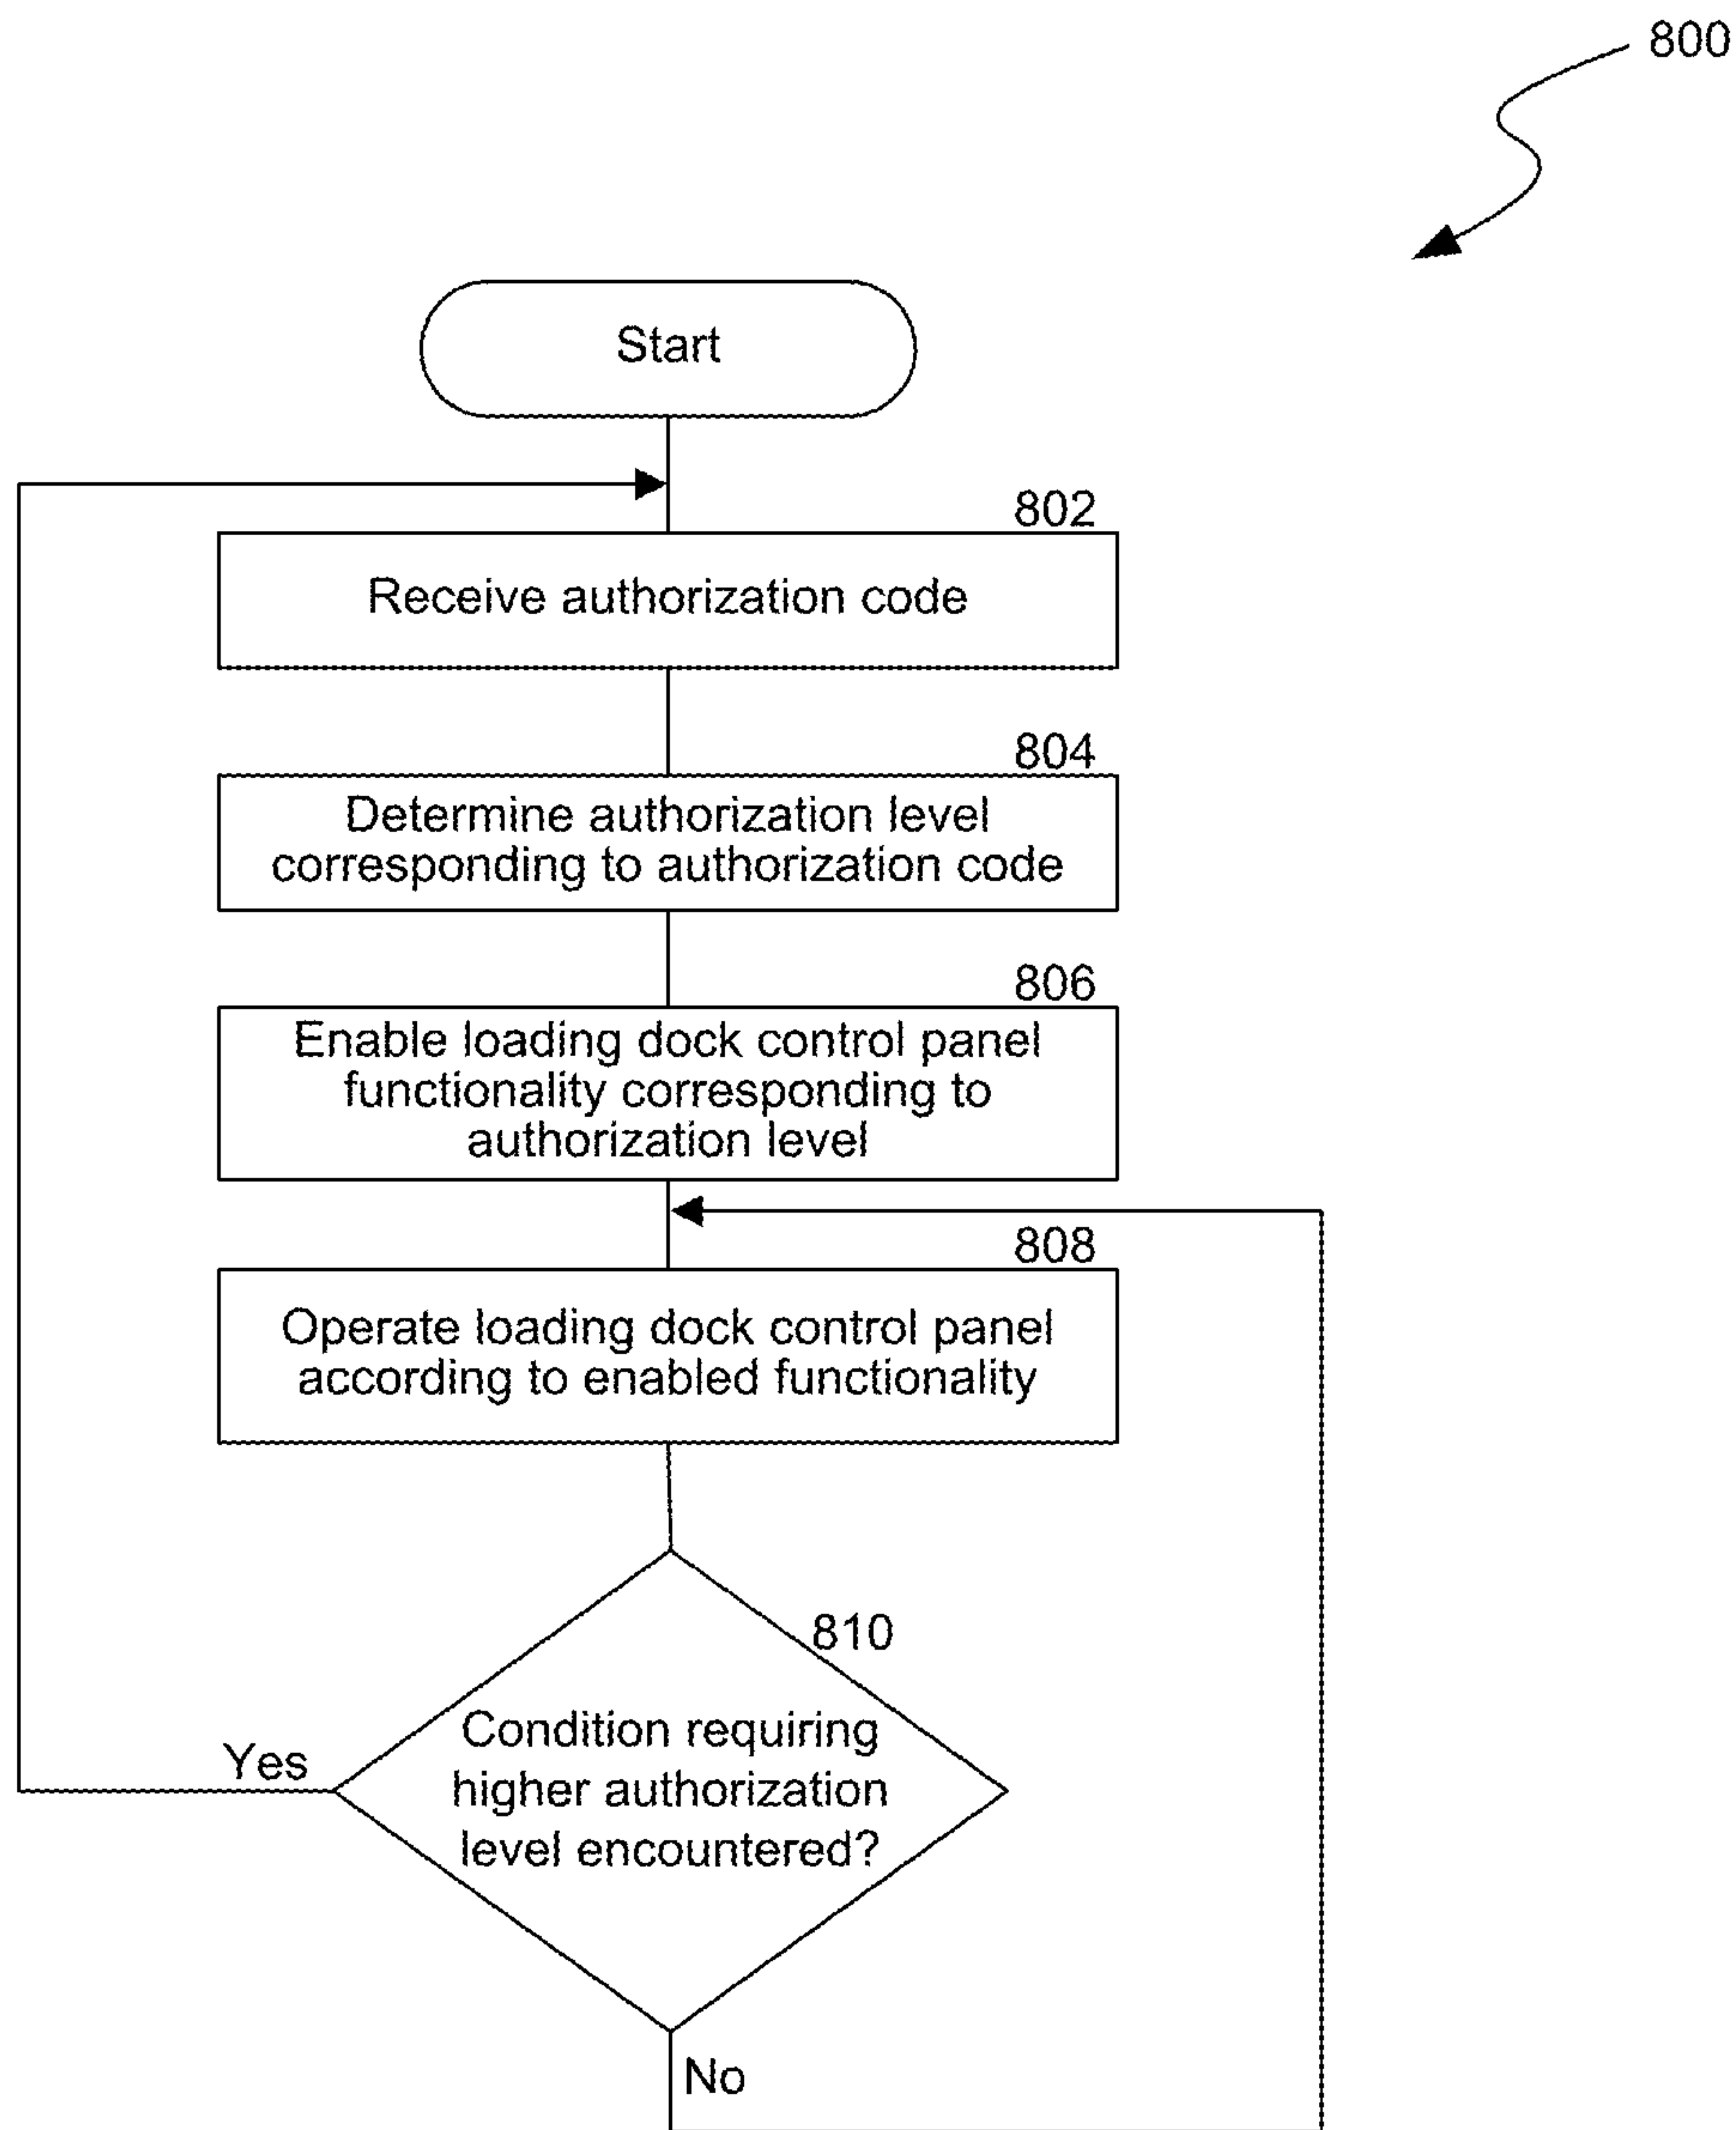 800
Start
802
Receive authorization code
804
Determine authorization level
corresponding to authorization code
806
Enable loading dock control panel
functionality corresponding to
authorization level
808
Operate loading dock control panel
according to enabled functionality
810
Condition requiring
higher authorization
level encountered?
Yes
No